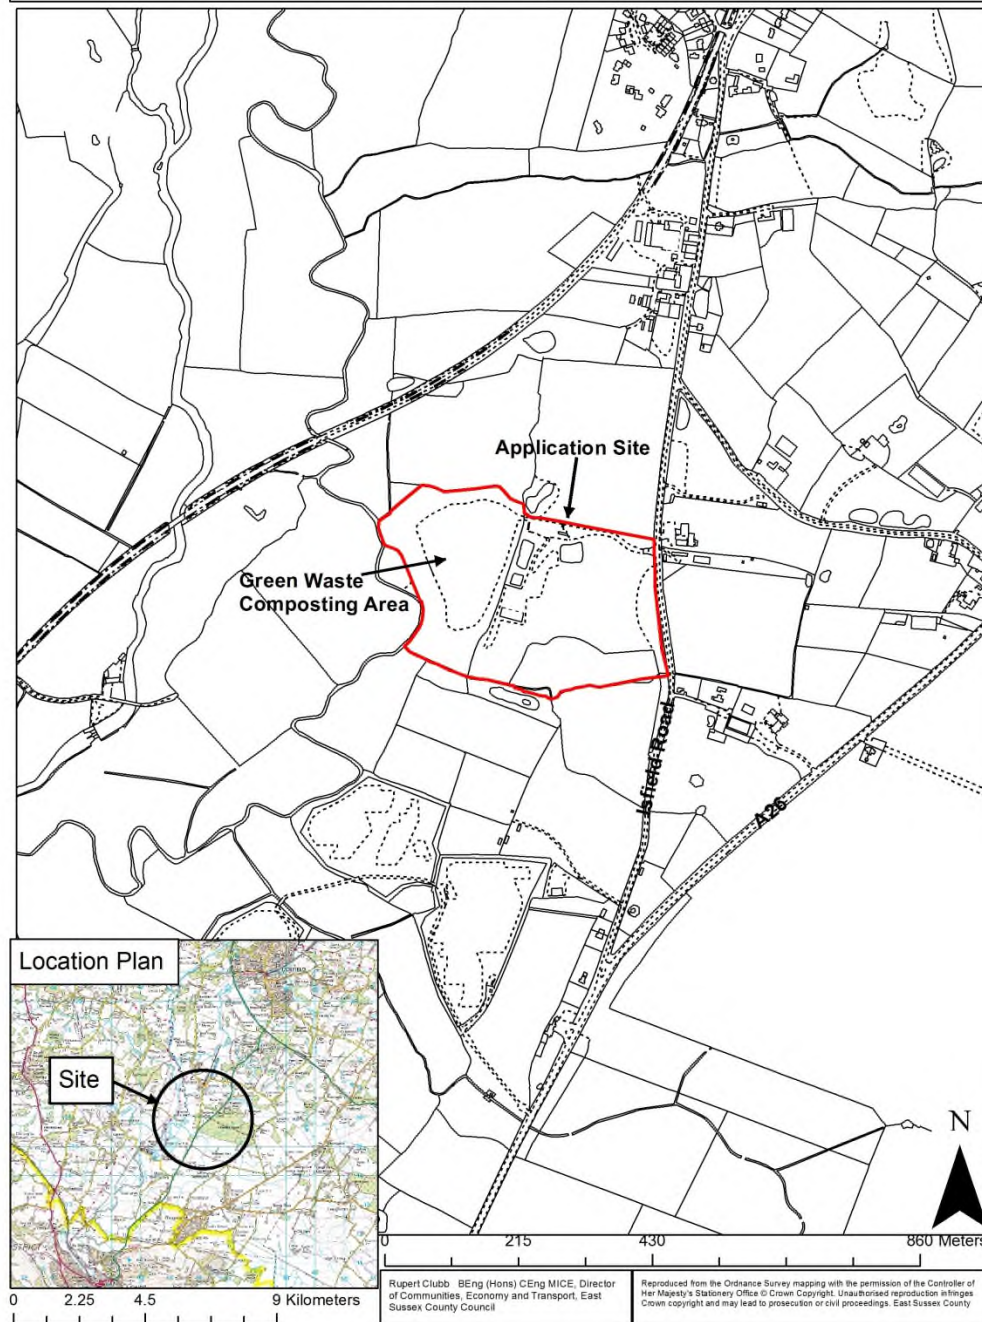 Application Site
Green Waste
Composting Area
Isfield Road
A26
Location Plan
Site
N
0 215 430 860 Meters
0 2.25 4.5 9 Kilometers
Rupert Clubb BEng (Hons) CEng MICE, Director
of Communities, Economy and Transport, East
Sussex County Council
Reproduced from the Ordnance Survey mapping with the permission of the Controller of
Her Majesty's Stationery Office © Crown Copyright. Unauthorised reproduction infringes
Crown copyright and may lead to prosecution or civil proceedings. East Sussex County